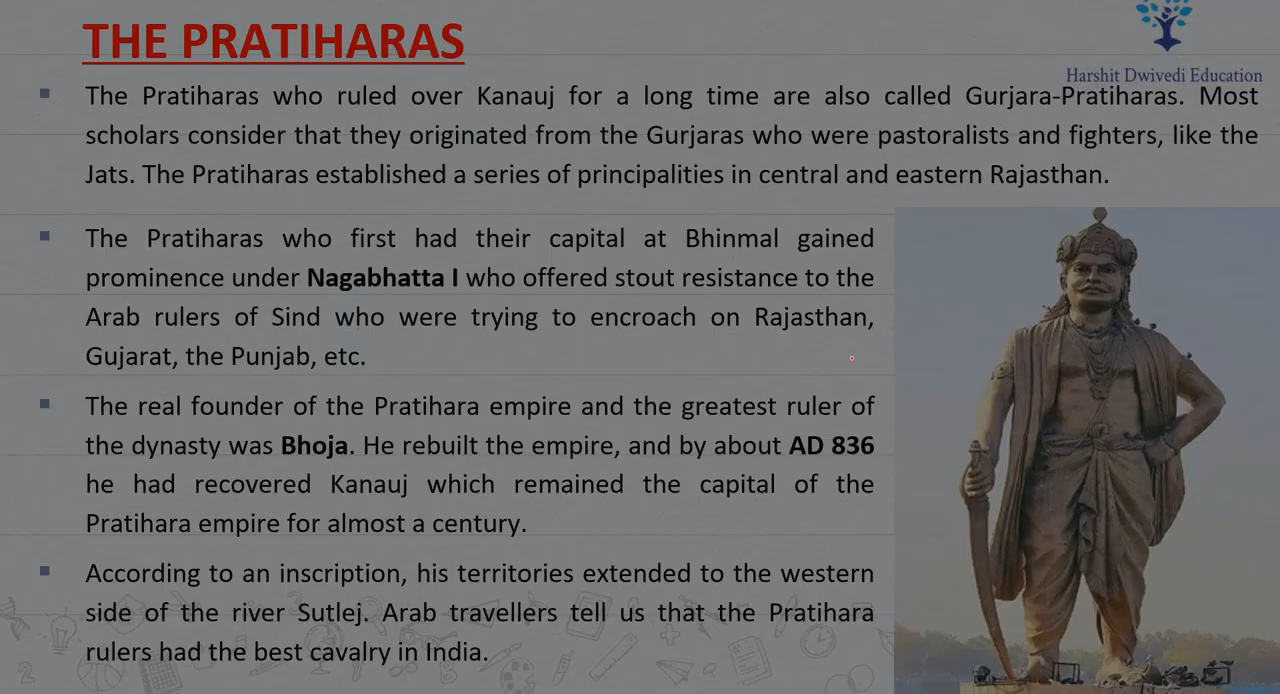 THE PRATIHARAS
Harshit Dwivedi Education
▪ The Pratiharas who ruled over Kanauj for a long time are also called Gurjara-Pratiharas. Most
scholars consider that they originated from the Gurjaras who were pastoralists and fighters, like the
Jats. The Pratiharas established a series of principalities in central and eastern Rajasthan.
▪ The Pratiharas who first had their capital at Bhinmal gained
prominence under Nagabhatta I who offered stout resistance to the
Arab rulers of Sind who were trying to encroach on Rajasthan,
Gujarat, the Punjab, etc.
▪ The real founder of the Pratihara empire and the greatest ruler of
the dynasty was Bhoja. He rebuilt the empire, and by about AD 836
he had recovered Kanauj which remained the capital of the
Pratihara empire for almost a century.
▪ According to an inscription, his territories extended to the western
side of the river Sutlej. Arab travellers tell us that the Pratihara
rulers had the best cavalry in India.